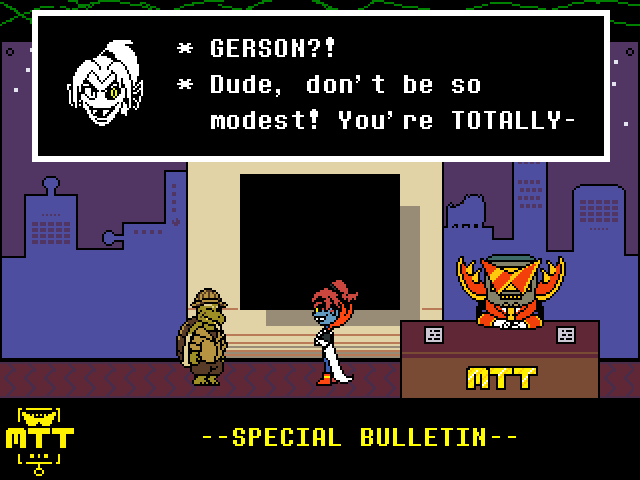 * GERSON?!
* Dude, don't be so
modest! You're TOTALLY-
MTT
MTT
--SPECIAL BULLETIN--